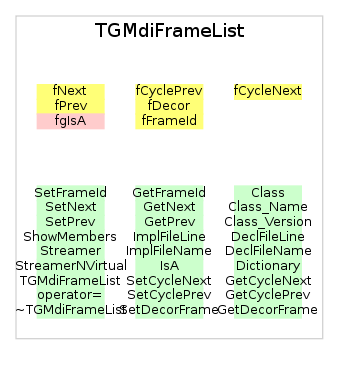 TGMdiFrameList
fNext fCyclePrev fCycleNext
fPrev fDecor
fgIsA fFrameId
SetFrameId GetFrameId Class
SetNext GetNext Class_Name
SetPrev GetPrev Class_Version
ShowMembers ImplFileLine DeclFileLine
Streamer ImplFileName DeclFileName
StreamerNVirtual IsA Dictionary
TGMdiFrameList SetCycleNext GetCycleNext
operator= SetCyclePrev GetCyclePrev
~TGMdiFrameList SetDecorFrame GetDecorFrame